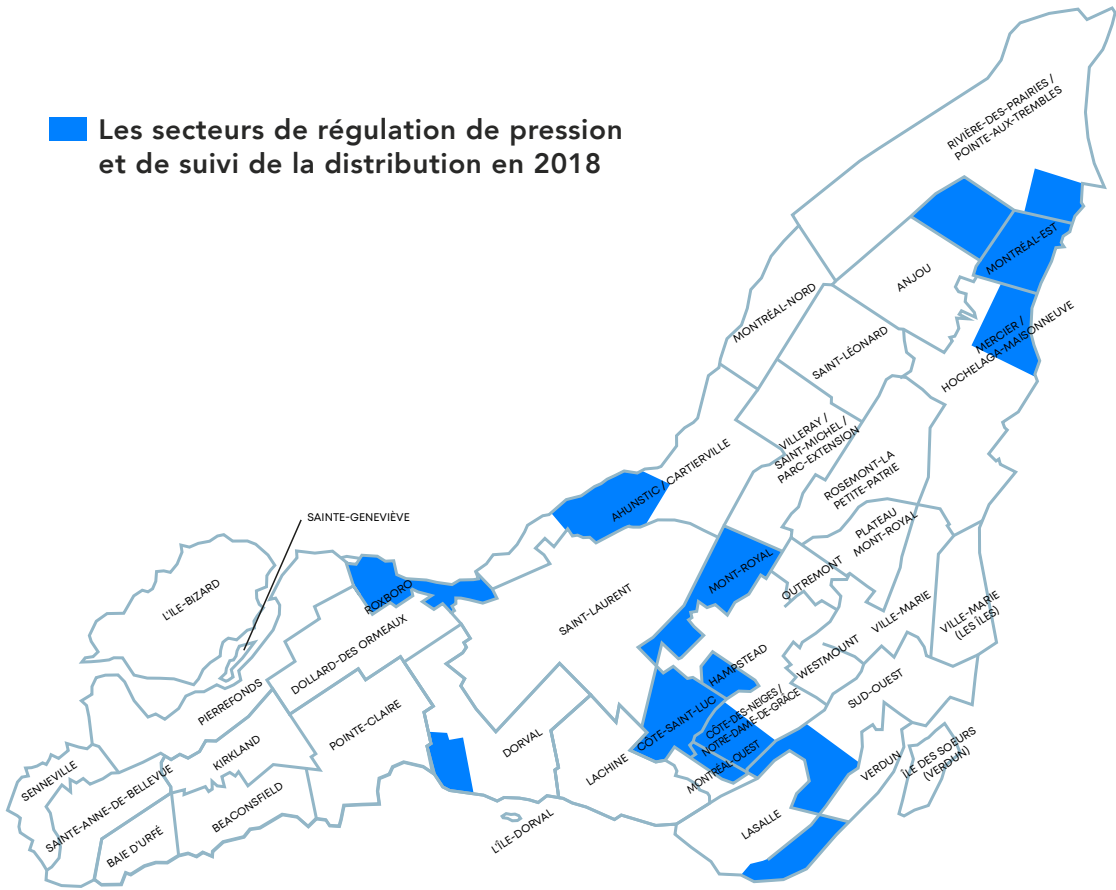 Les secteurs de régulation de pression
et de suivi de la distribution en 2018
RIVIÈRE-DES-PRAIRIES /
POINTE-AUX-TREMBLES
MONTRÉAL-EST
ANJOU
MONTRÉAL-NORD
MERCIER /
HOCHELAGA-MAISONNEUVE
SAINT-LÉONARD
VILLERAY /
SAINT-MICHEL /
PARC-EXTENSION
AHUNSTIC / CARTIERVILLE
ROSEMONT-LA
PETITE-PATRIE
PLATEAU
MONT-ROYAL
SAINTE-GENEVIÈVE
MONT-ROYAL
OUTREMONT
L'ÎLE-BIZARD
ROXBORO
SAINT-LAURENT
VILLE-MARIE
VILLE-MARIE
(LES ÎLES)
DOLLARD-DES ORMEAUX
HAMPSTEAD
WESTMOUNT
PIERREFONDS
SUD-OUEST
CÔTE-SAINT-LUC
CÔTE-DES-NEIGES /
NOTRE-DAME-DE-GRÂCE
POINTE-CLAIRE
DORVAL
KIRKLAND
LACHINE
MONTRÉAL-OUEST
VERDUN
ÎLE DES SOEURS
(VERDUN)
SENNEVILLE
SAINTE-ANNE-DE-BELLEVUE
BEACONSFIELD
BAIE D'URFÉ
L'ÎLE-DORVAL
LASALLE